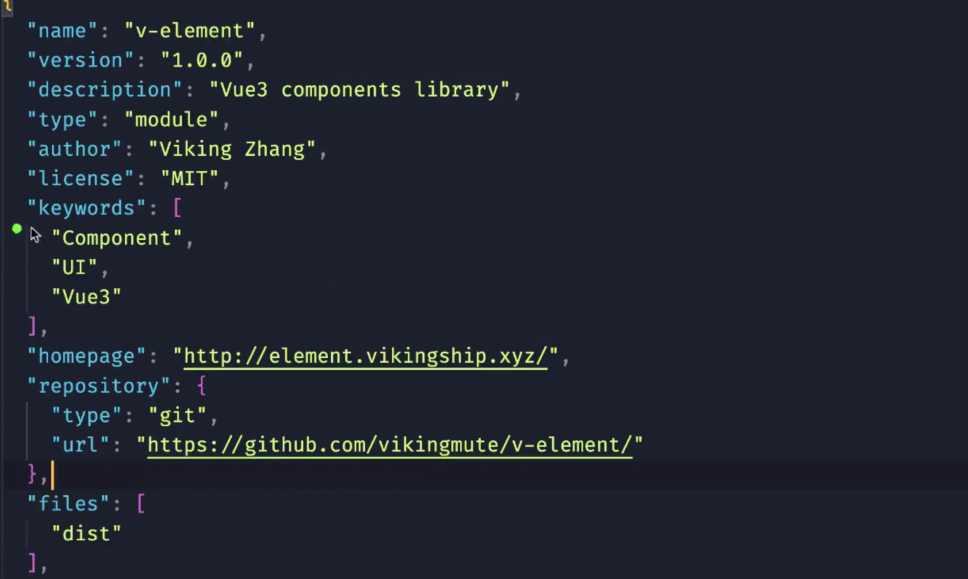 {
"name": "v-element",
"version": "1.0.0",
"description": "Vue3 components library",
"type": "module",
"author": "Viking Zhang",
"license": "MIT",
"keywords": [
"Component",
"UI",
"Vue3"
],
"homepage": "http://element.vikingship.xyz/",
"repository": {
"type": "git",
"url": "https://github.com/vikingmute/v-element/"
},
"files": [
"dist"
],